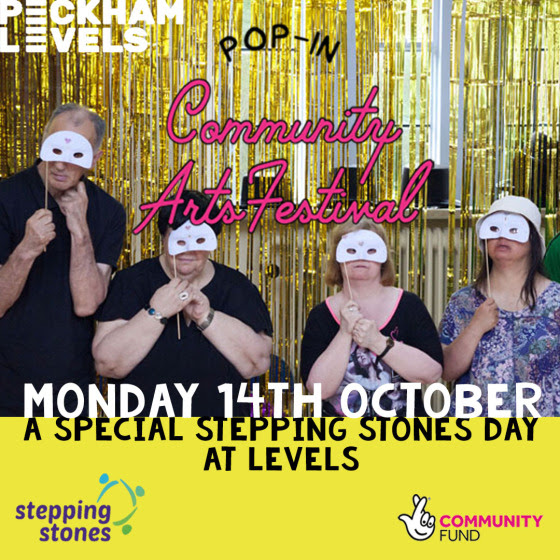 PECKHAM
LEVELS
POP-IN
Community
Arts Festival
MONDAY 14TH OCTOBER
A SPECIAL STEPPING STONES DAY
AT LEVELS
stepping
stones
COMMUNITY
FUND